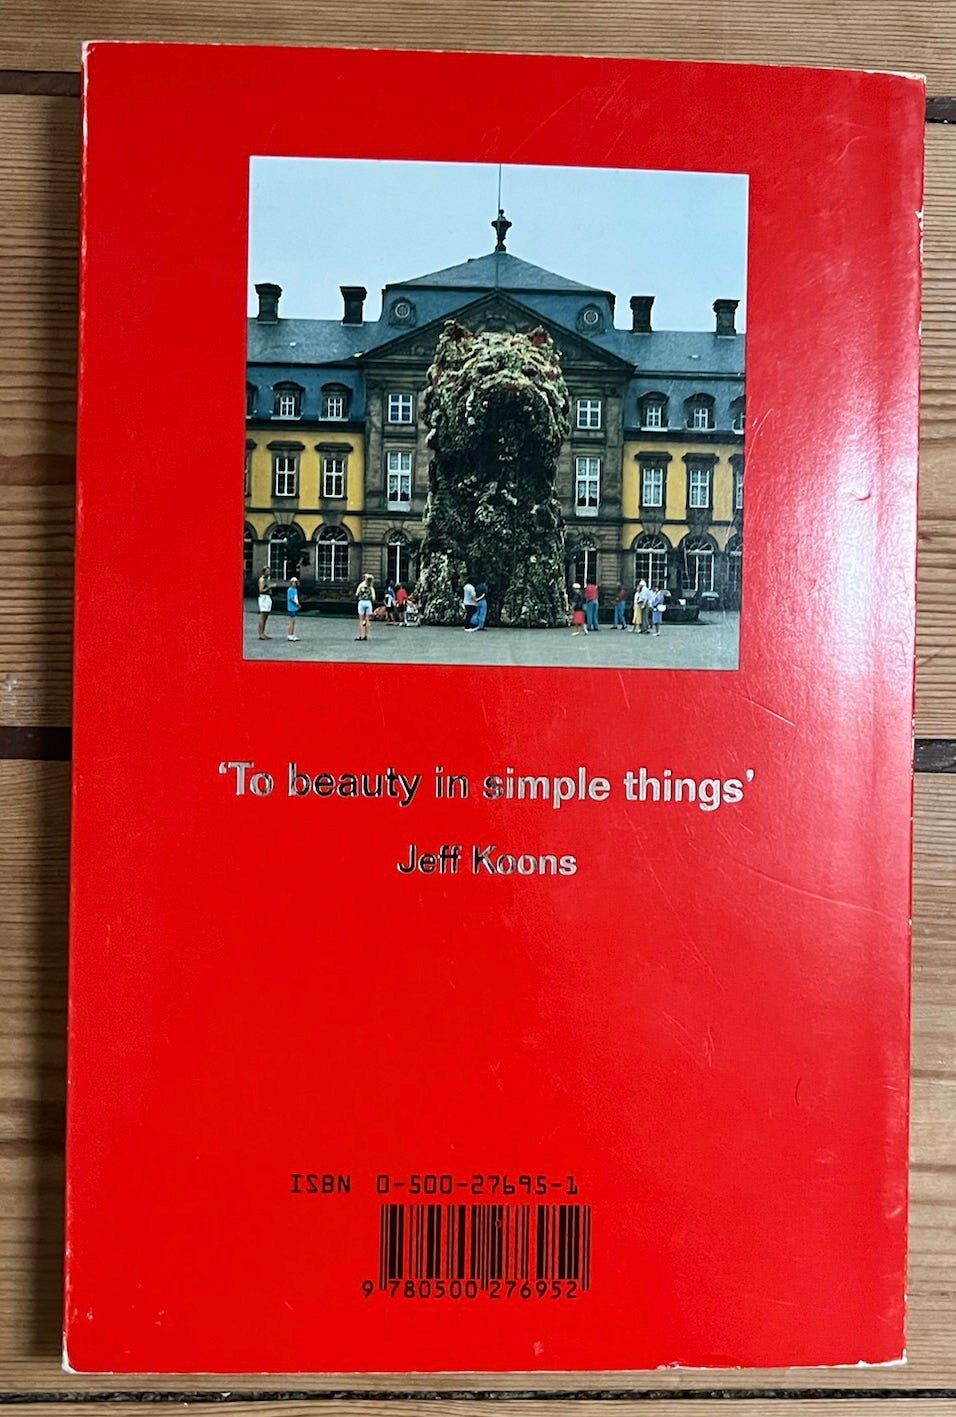 ‘To beauty in simple things’
Jeff Koons
ISBN 0-500-27695-1
9 780500 276952